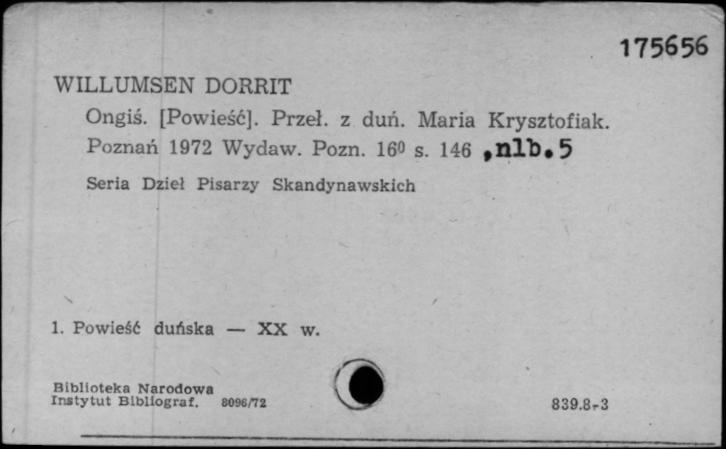 175656
WILLUMSEN DORRIT
Ongiś. [Powieść]. Przeł. z duń. Maria Krysztofiak.
Poznań 1972 Wydaw. Pozn. 16⁰ s. 146 ,nlb.5
Seria Dzieł Pisarzy Skandynawskich
1. Powieść duńska — XX w.
Biblioteka Narodowa
Instytut Bibliograf. 8096/72
839.8-3